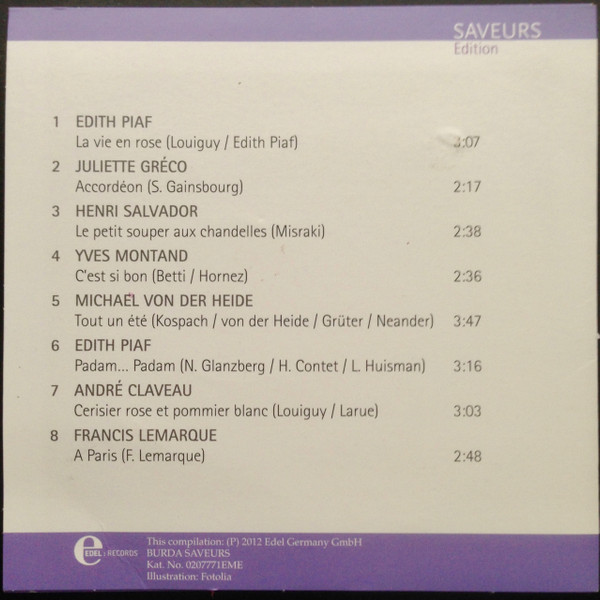 SAVEURS
Edition
1 EDITH PIAF
La vie en rose (Louiguy / Edith Piaf) 3:07
2 JULIETTE GRÉCO
Accordéon (S. Gainsbourg) 2:17
3 HENRI SALVADOR
Le petit souper aux chandelles (Misraki) 2:38
4 YVES MONTAND
C'est si bon (Betti / Hornez) 2:36
5 MICHAEL VON DER HEIDE
Tout un été (Kospach / von der Heide / Grüter / Neander) 3:47
6 EDITH PIAF
Padam... Padam (N. Glanzberg / H. Contet / L. Huisman) 3:16
7 ANDRÉ CLAVEAU
Cerisier rose et pommier blanc (Louiguy / Larue) 3:03
8 FRANCIS LEMARQUE
A Paris (F. Lemarque) 2:48
e
EDEL : RECORDS
This compilation: (P) 2012 Edel Germany GmbH
BURDA SAVEURS
Kat. No. 0207771EME
Illustration: Fotolia